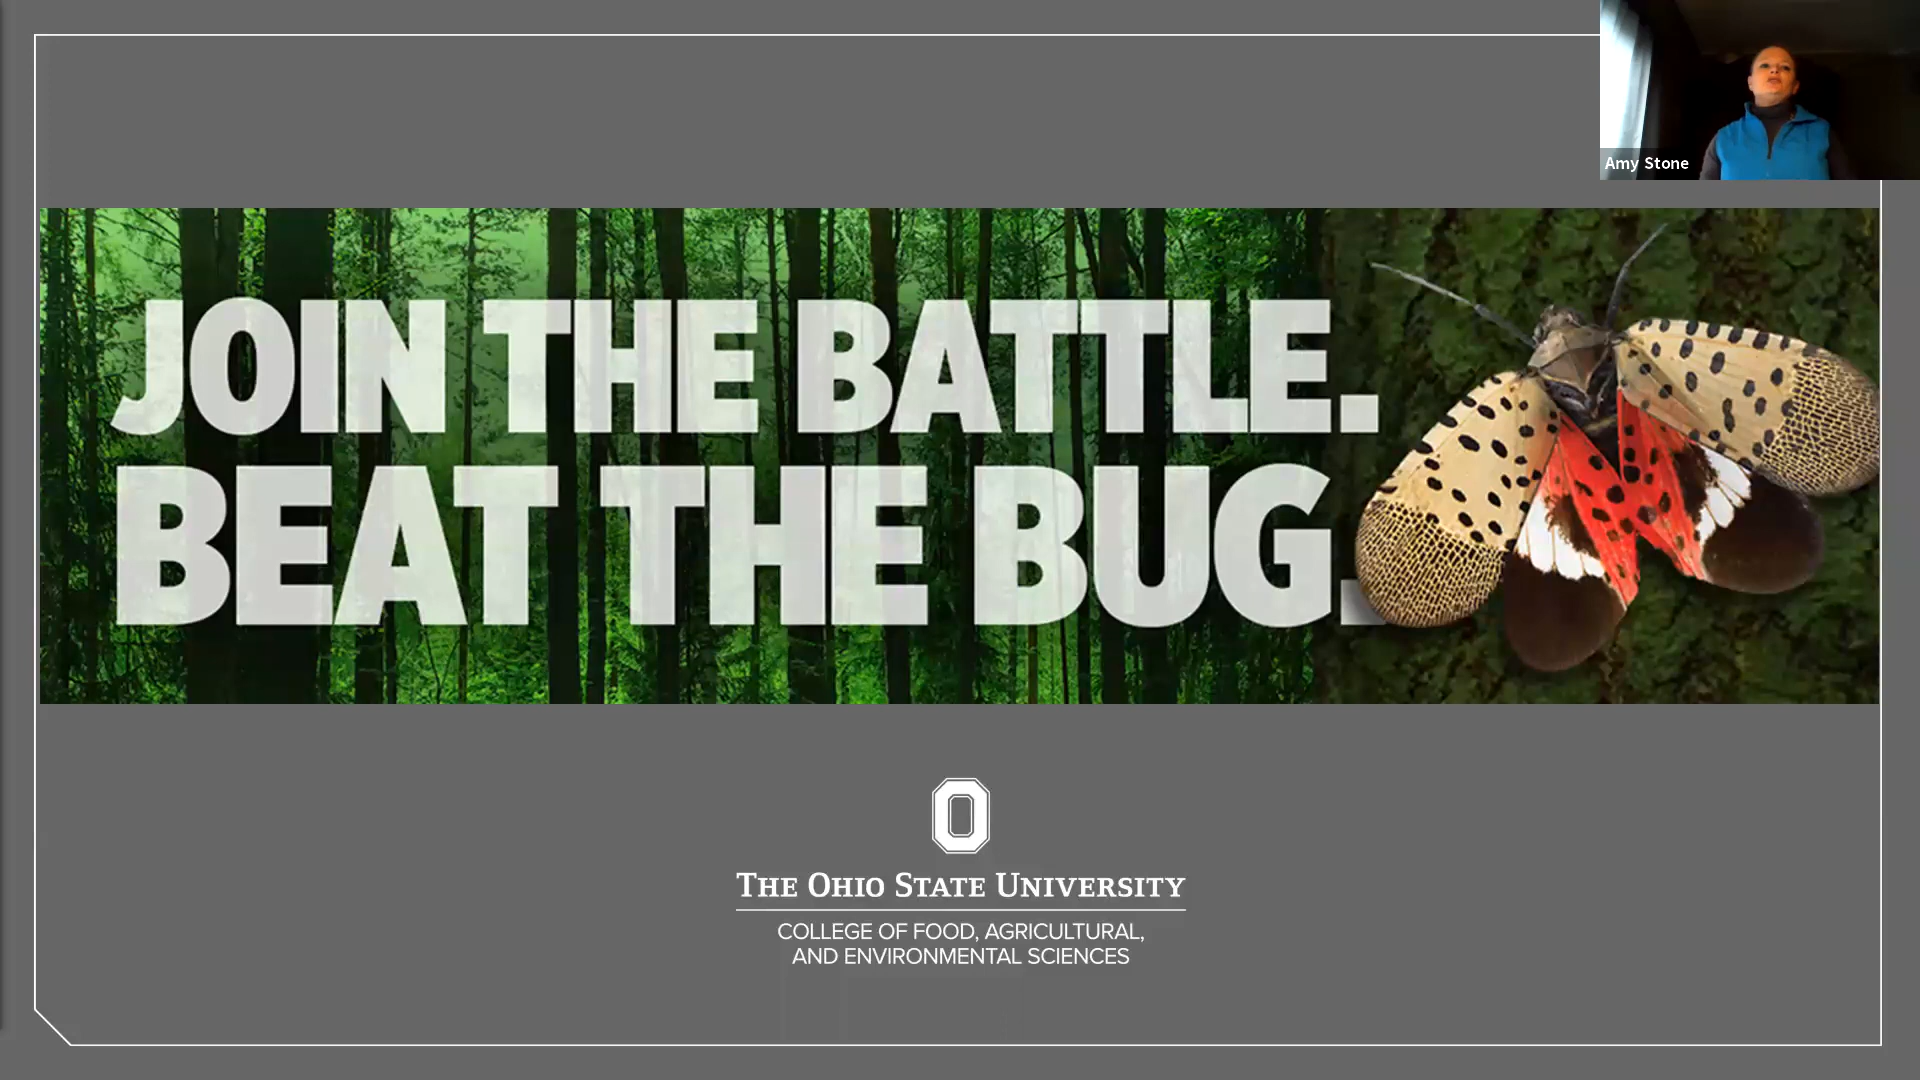 Amy Stone
JOIN THE BATTLE.
BEAT THE BUG.
THE OHIO STATE UNIVERSITY
COLLEGE OF FOOD, AGRICULTURAL,
AND ENVIRONMENTAL SCIENCES